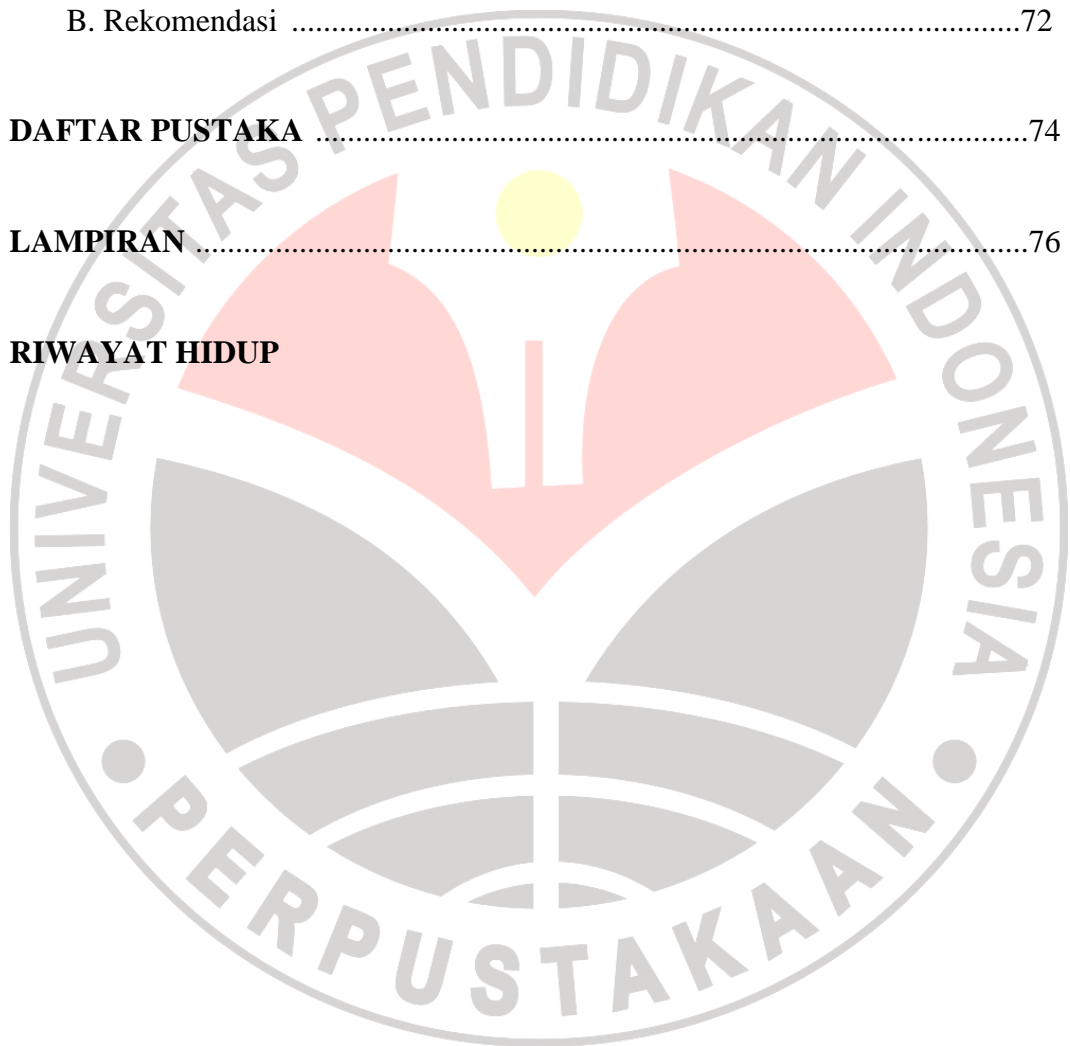 B. Rekomendasi ..........................................................................................72
DAFTAR PUSTAKA ........................................................................................74
LAMPIRAN .......................................................................................................76
RIWAYAT HIDUP
UNIVERSITAS PENDIDIKAN INDONESIA
PERPUSTAKAAN